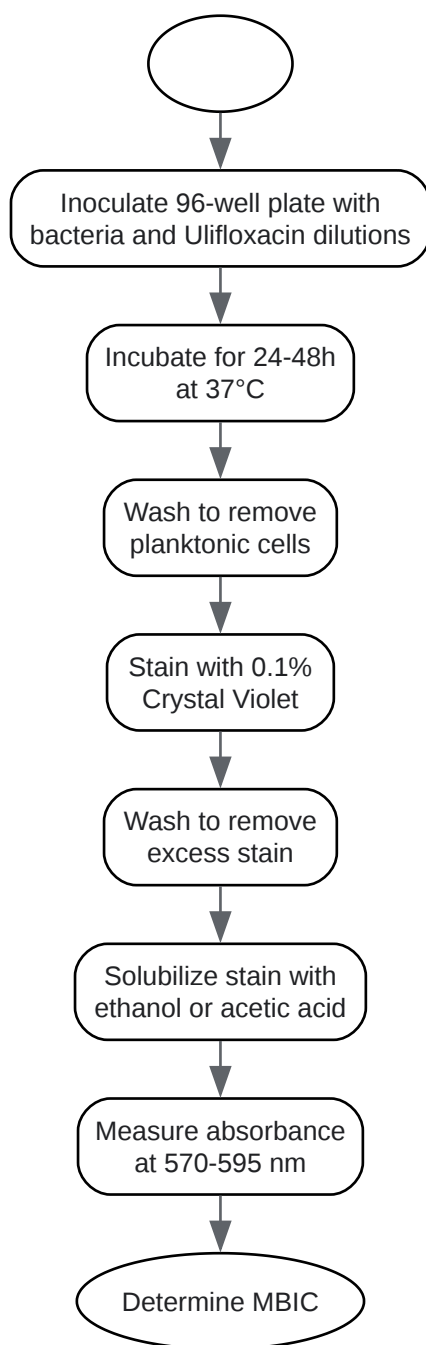 Inoculate 96-well plate with
bacteria and Ulifloxacin dilutions
Incubate for 24-48h
at 37°C
Wash to remove
planktonic cells
Stain with 0.1%
Crystal Violet
Wash to remove
excess stain
Solubilize stain with
ethanol or acetic acid
Measure absorbance
at 570-595 nm
Determine MBIC